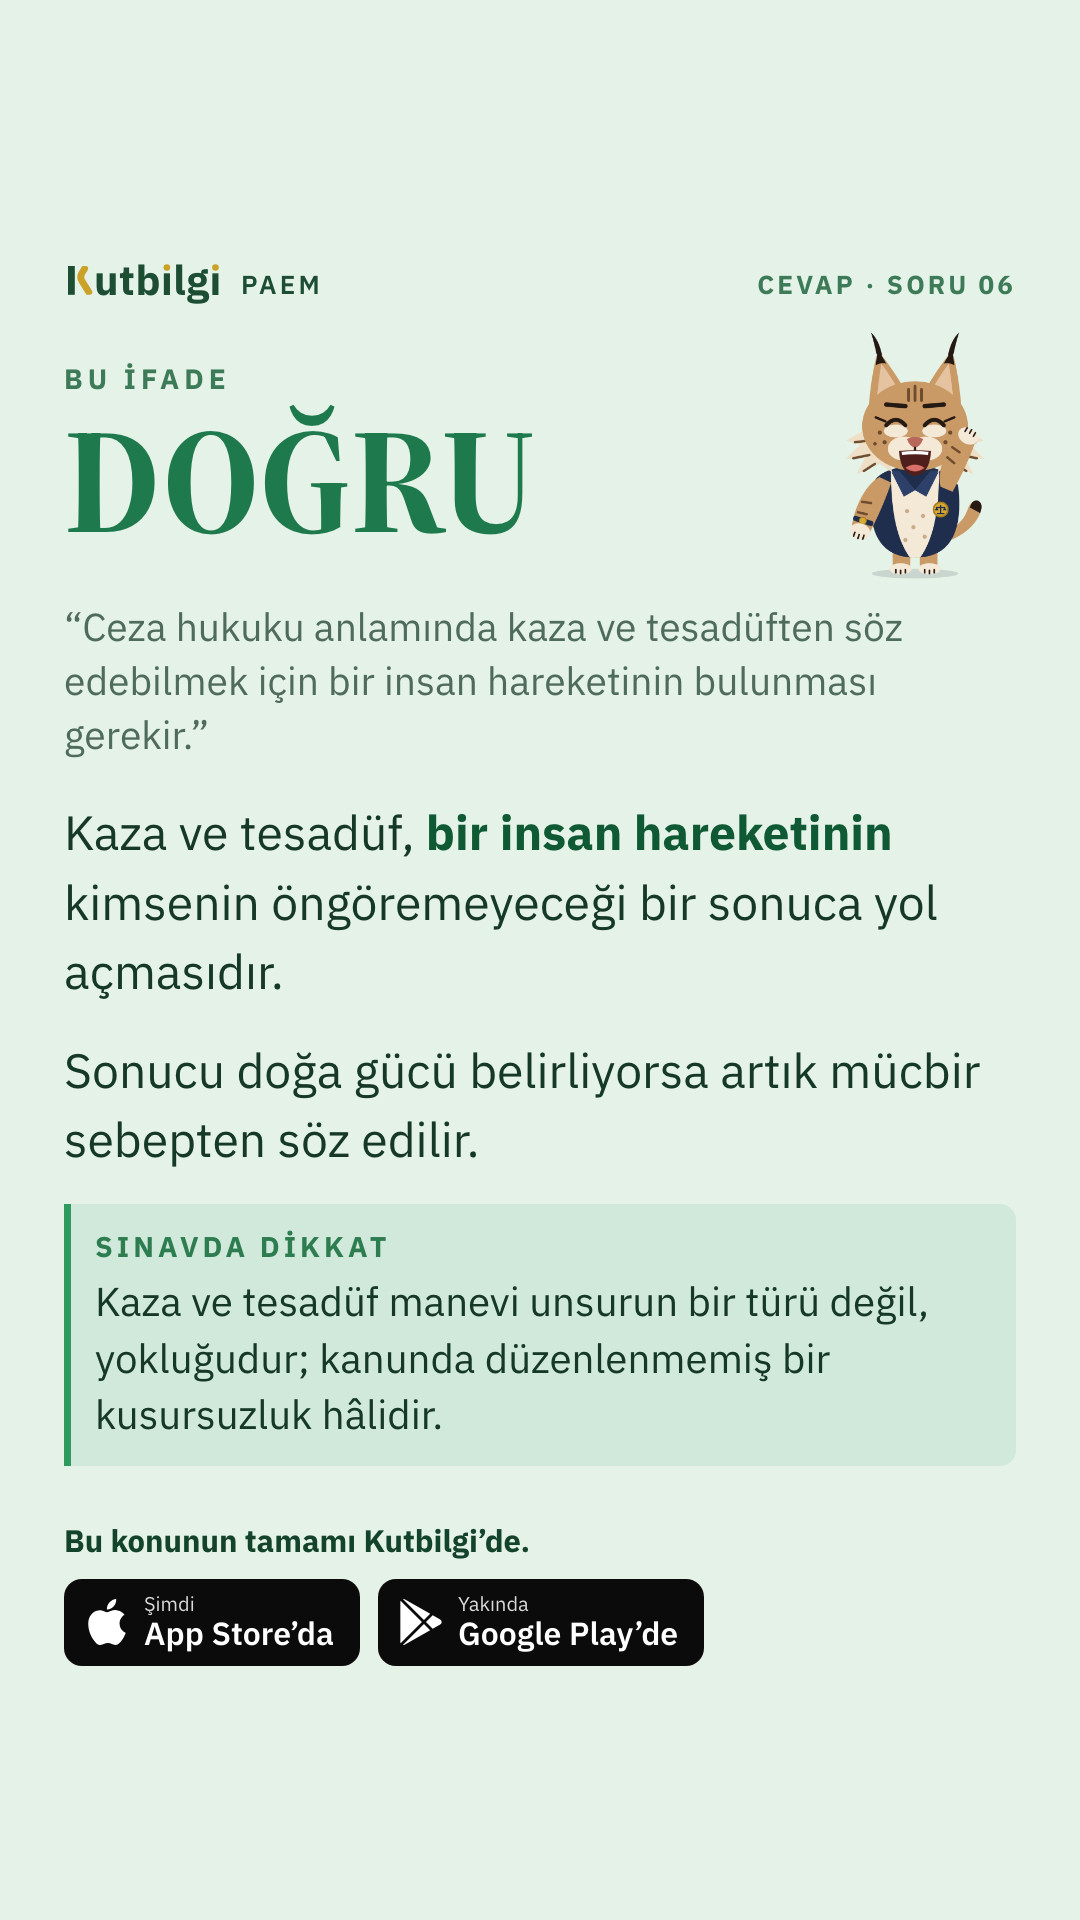 Kutbilgi PAEM
CEVAP · SORU 06
BU İFADE
DOĞRU
“Ceza hukuku anlamında kaza ve tesadüften söz
edebilmek için bir insan hareketinin bulunması
gerekir.”
Kaza ve tesadüf, bir insan hareketinin
kimsenin öngöremeyeceği bir sonuca yol
açmasıdır.
Sonucu doğa gücü belirliyorsa artık mücbir
sebepten söz edilir.
SINAVDA DİKKAT
Kaza ve tesadüf manevi unsurun bir türü değil,
yokluğudur; kanunda düzenlenmemiş bir
kusursuzluk hâlidir.
Bu konunun tamamı Kutbilgi’de.
Şimdi
App Store’da
Yakında
Google Play’de